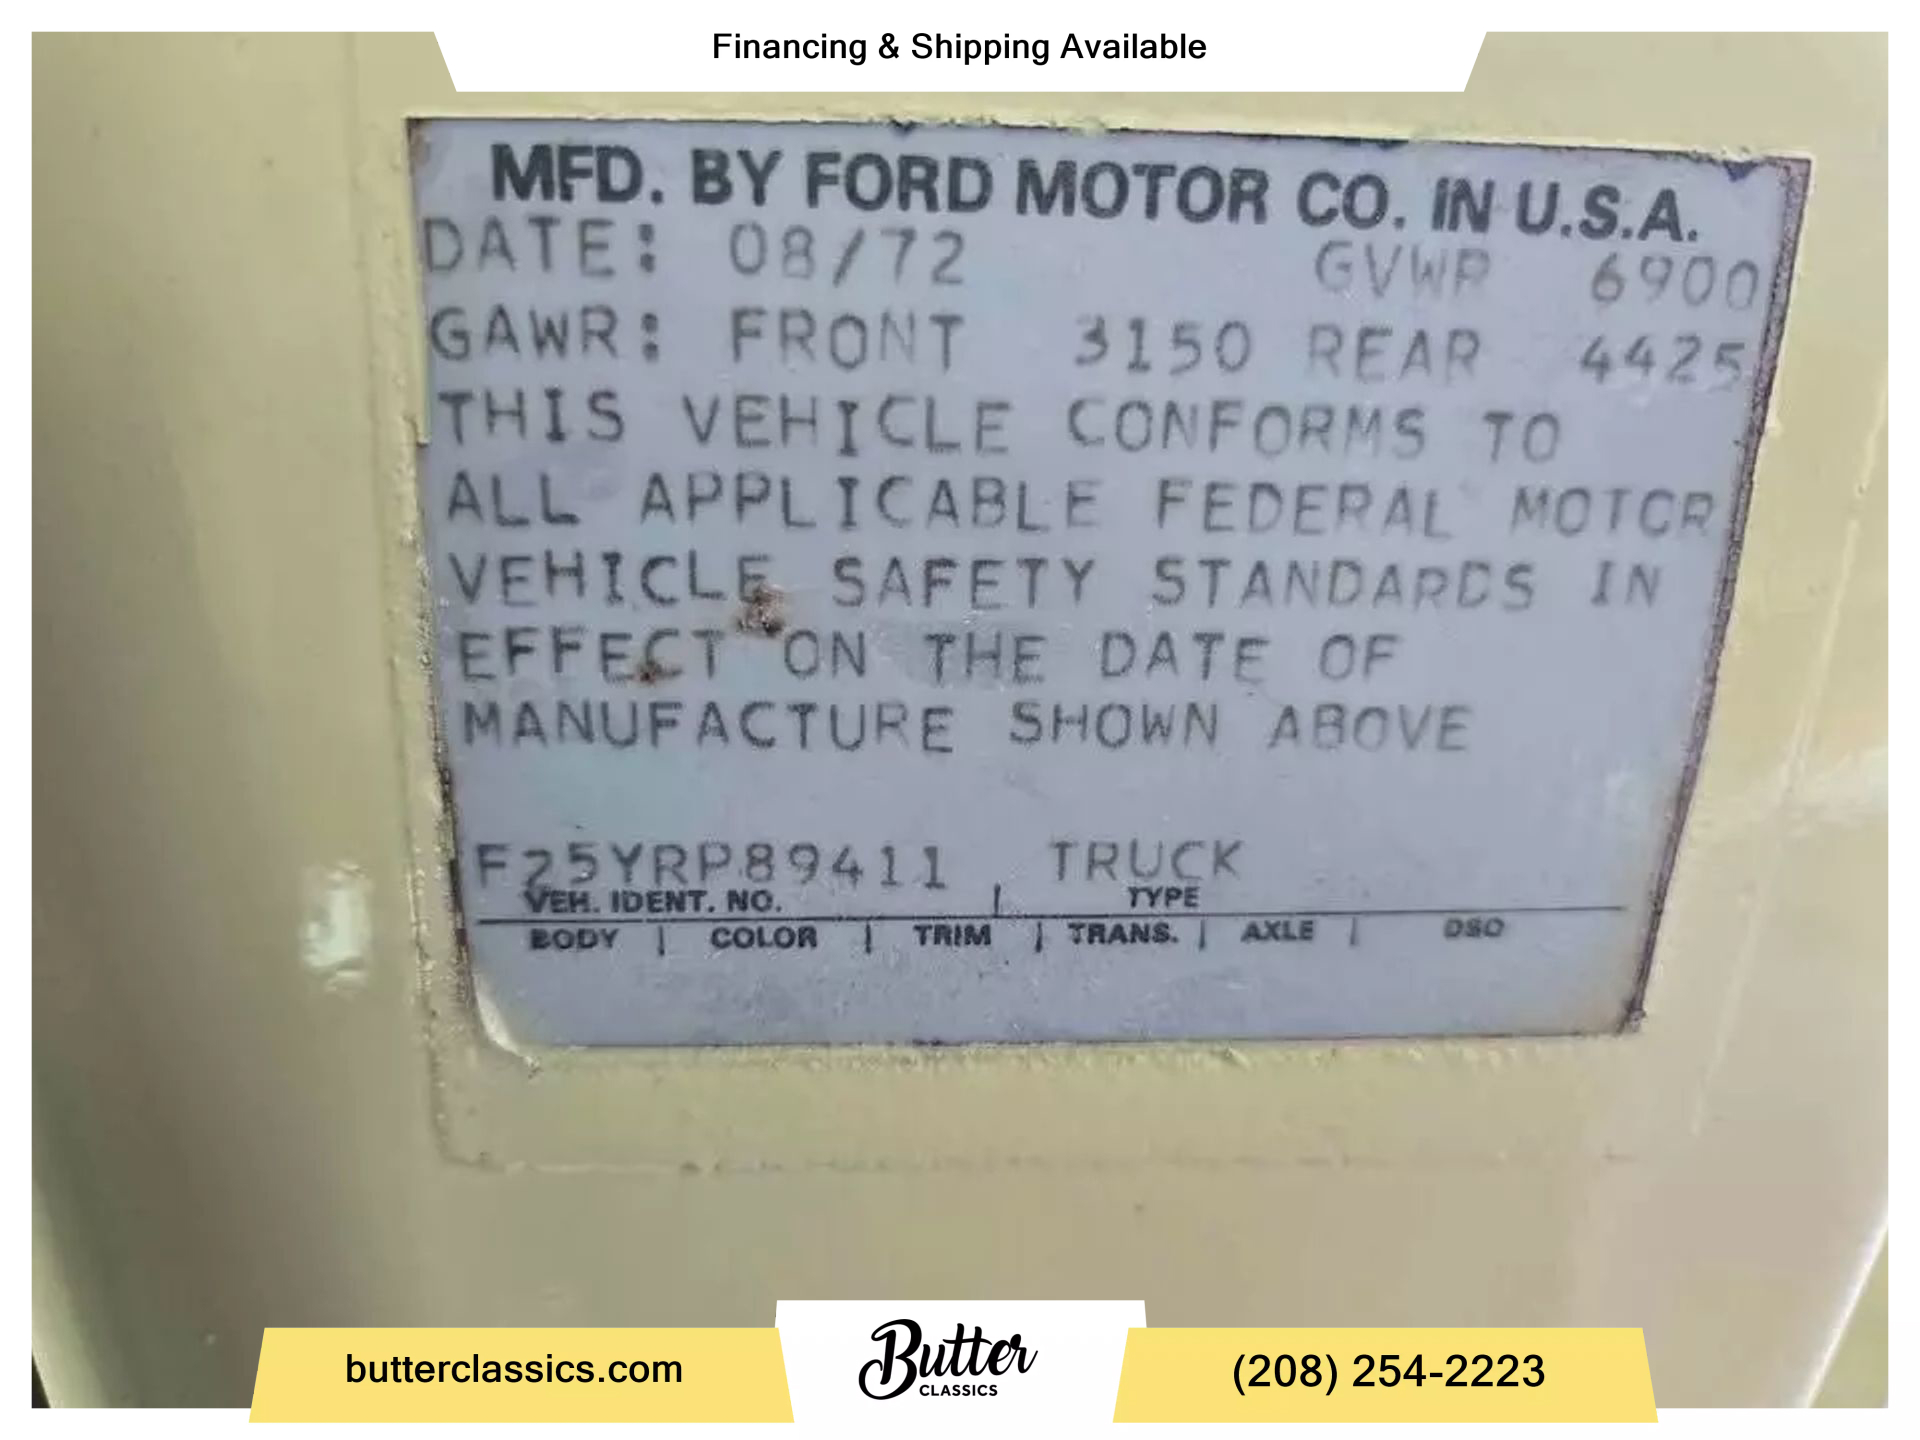 Financing & Shipping Available
MFD. BY FORD MOTOR CO. IN U.S.A.
DATE: 08/72 GVWR 6900
GAWR: FRONT 3150 REAR 4425
THIS VEHICLE CONFORMS TO
ALL APPLICABLE FEDERAL MOTOR
VEHICLE SAFETY STANDARDS IN
EFFECT ON THE DATE OF
MANUFACTURE SHOWN ABOVE
F25YRP89411 TRUCK
VEH. IDENT. NO. | TYPE
BODY | COLOR | TRIM | TRANS. | AXLE | DSO
butterclassics.com
Butter
CLASSICS
(208) 254-2223